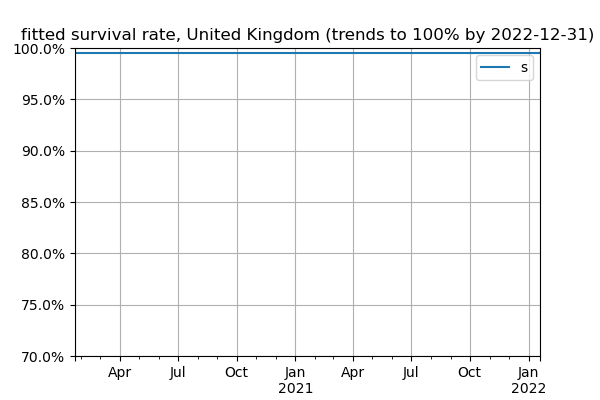 fitted survival rate, United Kingdom (trends to 100% by 2022-12-31)
100.0%
s
95.0%
90.0%
85.0%
80.0%
75.0%
70.0%
Apr Jul Oct Jan Apr Jul Oct Jan
2021 2022